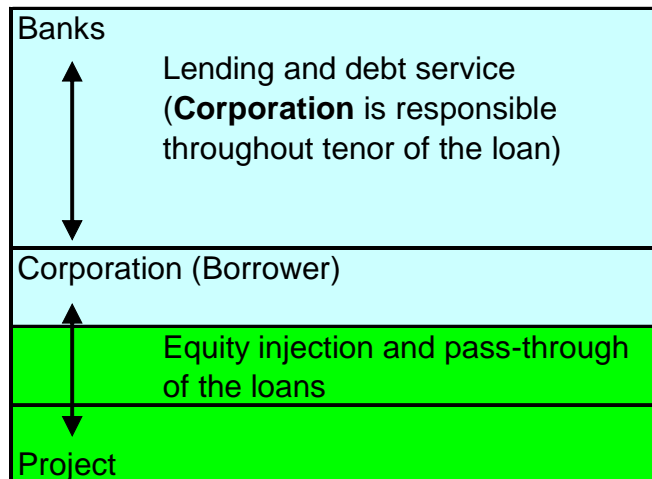 Banks
Lending and debt service
(Corporation is responsible
throughout tenor of the loan)
Corporation (Borrower)
Equity injection and pass-through
of the loans
Project